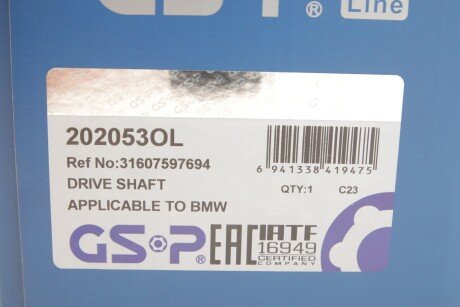 GSP®
Line
202053OL
Ref No:31607597694
DRIVE SHAFT
APPLICABLE TO BMW
6 941338 419475
QTY:1 C23
GSP® EAC
IATF
16949
CERTIFIED
COMPANY